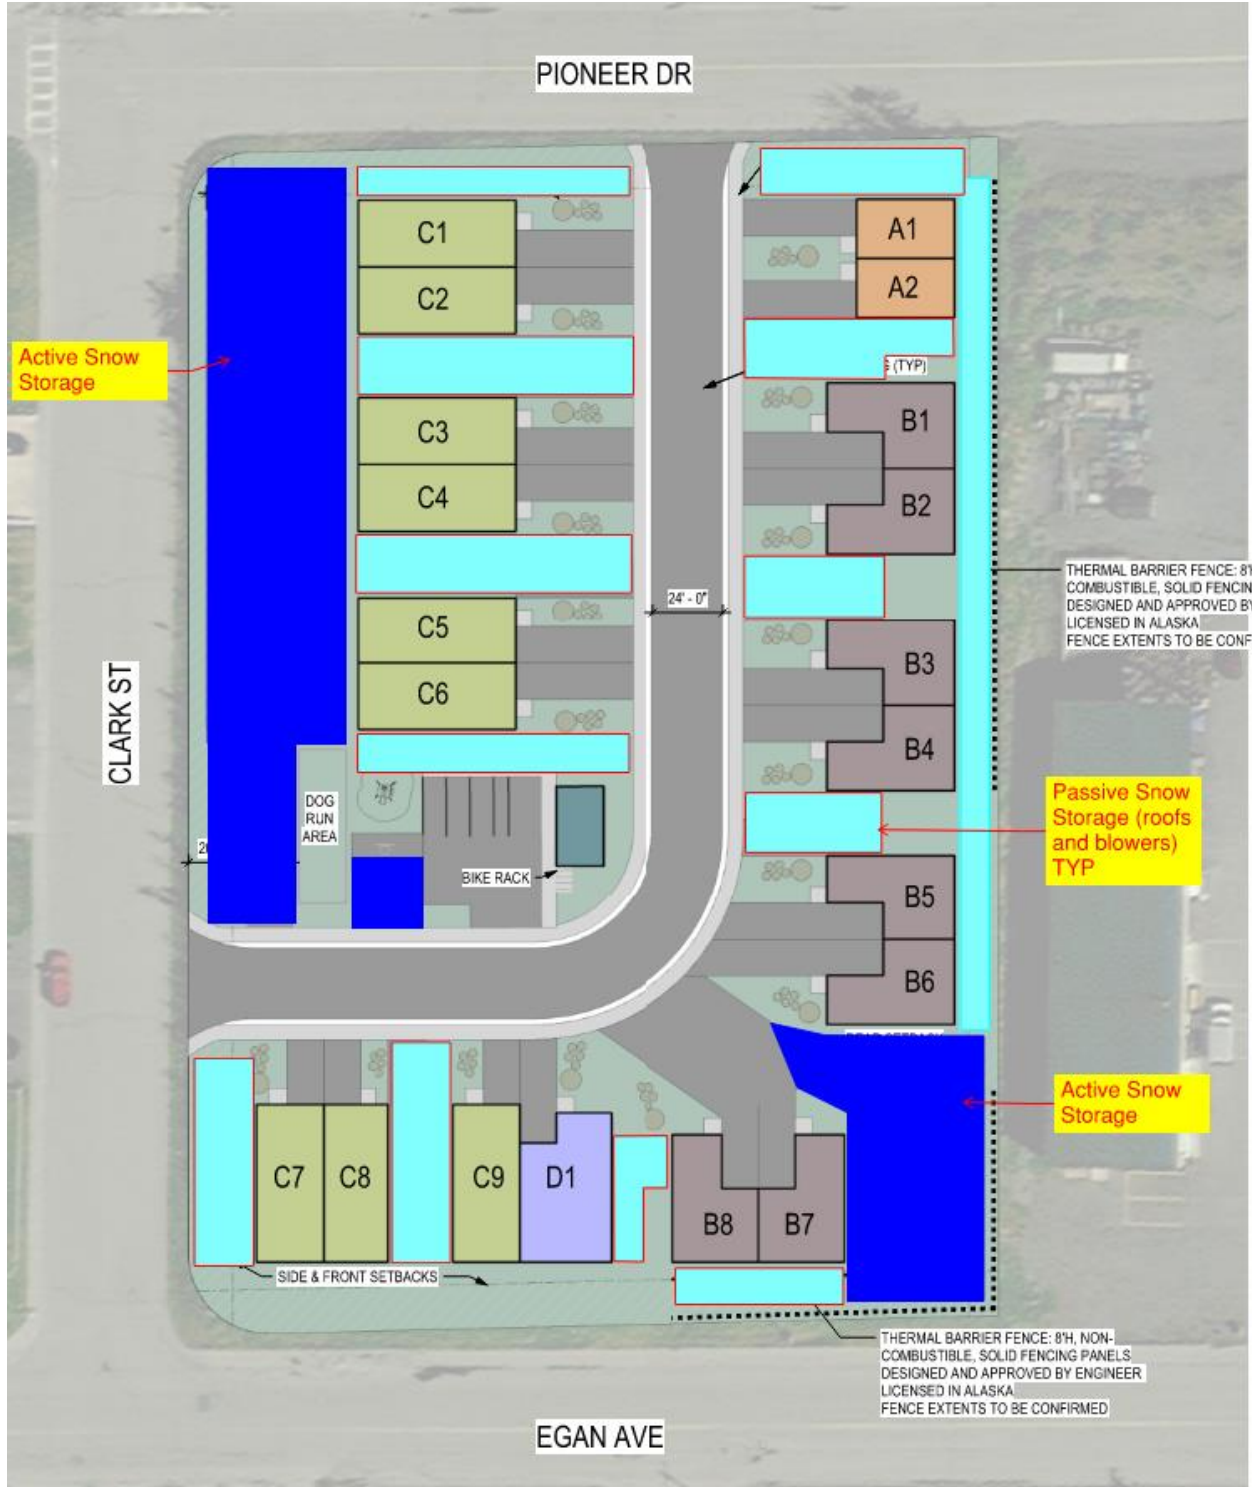 PIONEER DR
C1
A1
C2
A2
Active Snow
Storage
(TYP)
C3
B1
C4
B2
THERMAL BARRIER FENCE: 8'
COMBUSTIBLE, SOLID
DESIGNED AND APPROVED
LICENSED IN ALASKA
FENCE EXTENTS TO BE
24' - 0"
C5
B3
C6
B4
CLARK ST
DOG
RUN
AREA
BIKE RACK
Passive Snow
Storage (roofs
and blowers)
TYP
B5
B6
Active Snow
Storage
C7
C8
C9
D1
B8
B7
SIDE & FRONT SETBACKS
THERMAL BARRIER FENCE: 8'H, NON-
COMBUSTIBLE, SOLID FENCING PANELS
DESIGNED AND APPROVED BY ENGINEER
LICENSED IN ALASKA
FENCE EXTENTS TO BE CONFIRMED
EGAN AVE